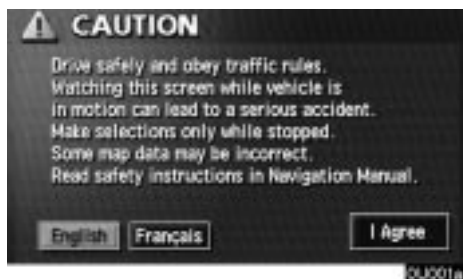 CAUTION
Drive safely and obey traffic rules.
Watching this screen while vehicle is
in motion can lead to a serious accident.
Make selections only while stopped.
Some map data may be incorrect.
Read safety instructions in Navigation Manual.
English Français I Agree
0U001a